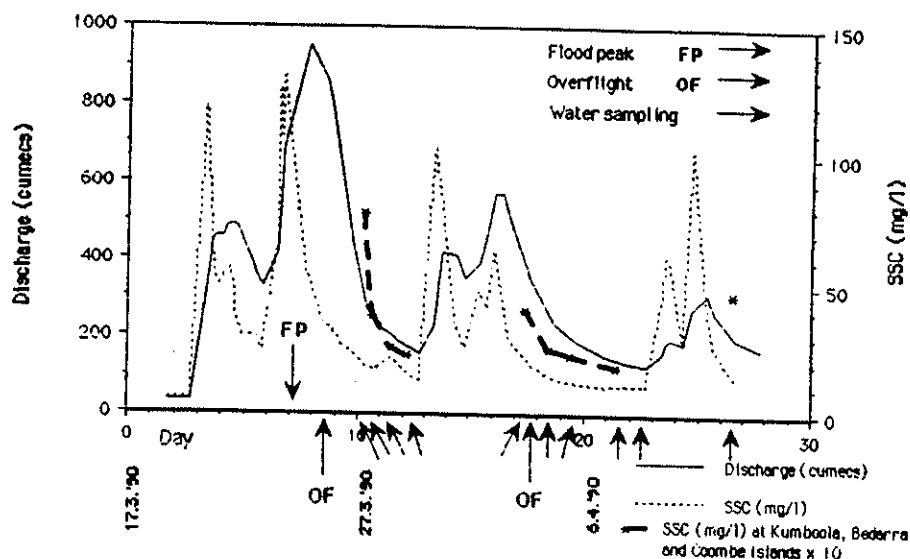 1000
800
600
400
200
0
Discharge (cumecs)
150
100
50
0
SSC (mg/l)
Flood peak FP
Overflight OF
Water sampling
FP
*
0 Day 10 20 30
17.3.'90
OF
27.3.'90
OF
6.4.'90
Discharge (cumecs)
SSC (mg/l)
SSC (mg/l) at Kumboola, Bedarra
and Coombe Islands x 10